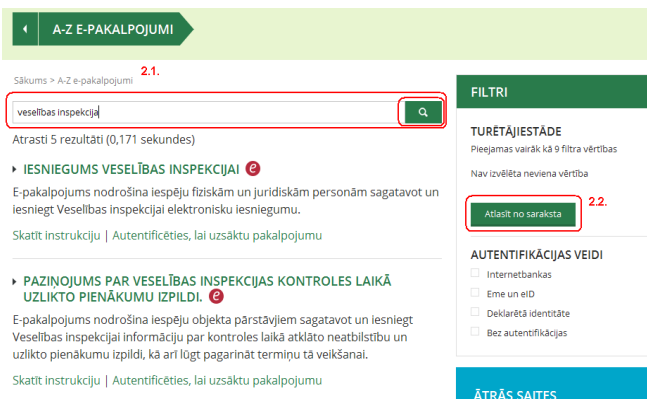 A-Z E-PAKALPOJUMI
2.1.
Sākums > A-Z e-pakalpojumi
veselības inspekcija
Atrasti 5 rezultāti (0,171 sekundes)
IESNIEGUMS VESELĪBAS INSPEKCIJAI e
E-pakalpojums nodrošina iespēju fiziskām un juridiskām personām sagatavot un
iesniegt Veselības inspekcijai elektronisku iesniegumu.
Skatīt instrukciju | Autentificēties, lai uzsāktu pakalpojumu
PAZIŅOJUMS PAR VESELĪBAS INSPEKCIJAS KONTROLES LAIKĀ
UZLIKTO PIENĀKUMU IZPILDI. e
E-pakalpojums nodrošina iespēju objekta pārstāvjiem sagatavot un iesniegt
Veselības inspekcijai informāciju par kontroles laikā atklāto neatbilstību un
uzlikto pienākumu izpildi, kā arī lūgt pagarināt termiņu tā veikšanai.
Skatīt instrukciju | Autentificēties, lai uzsāktu pakalpojumu
FILTRI
TURĒTĀJIESTĀDE
Pieejamas vairāk kā 9 filtra vērtības
Nav izvēlēta neviena vērtība
2.2.
Atlasīt no saraksta
AUTENTIFIKĀCIJAS VEIDI
Internetbankas
Eme un eID
Deklarētā identitāte
Bez autentifikācijas
ĀTRĀS SAITES